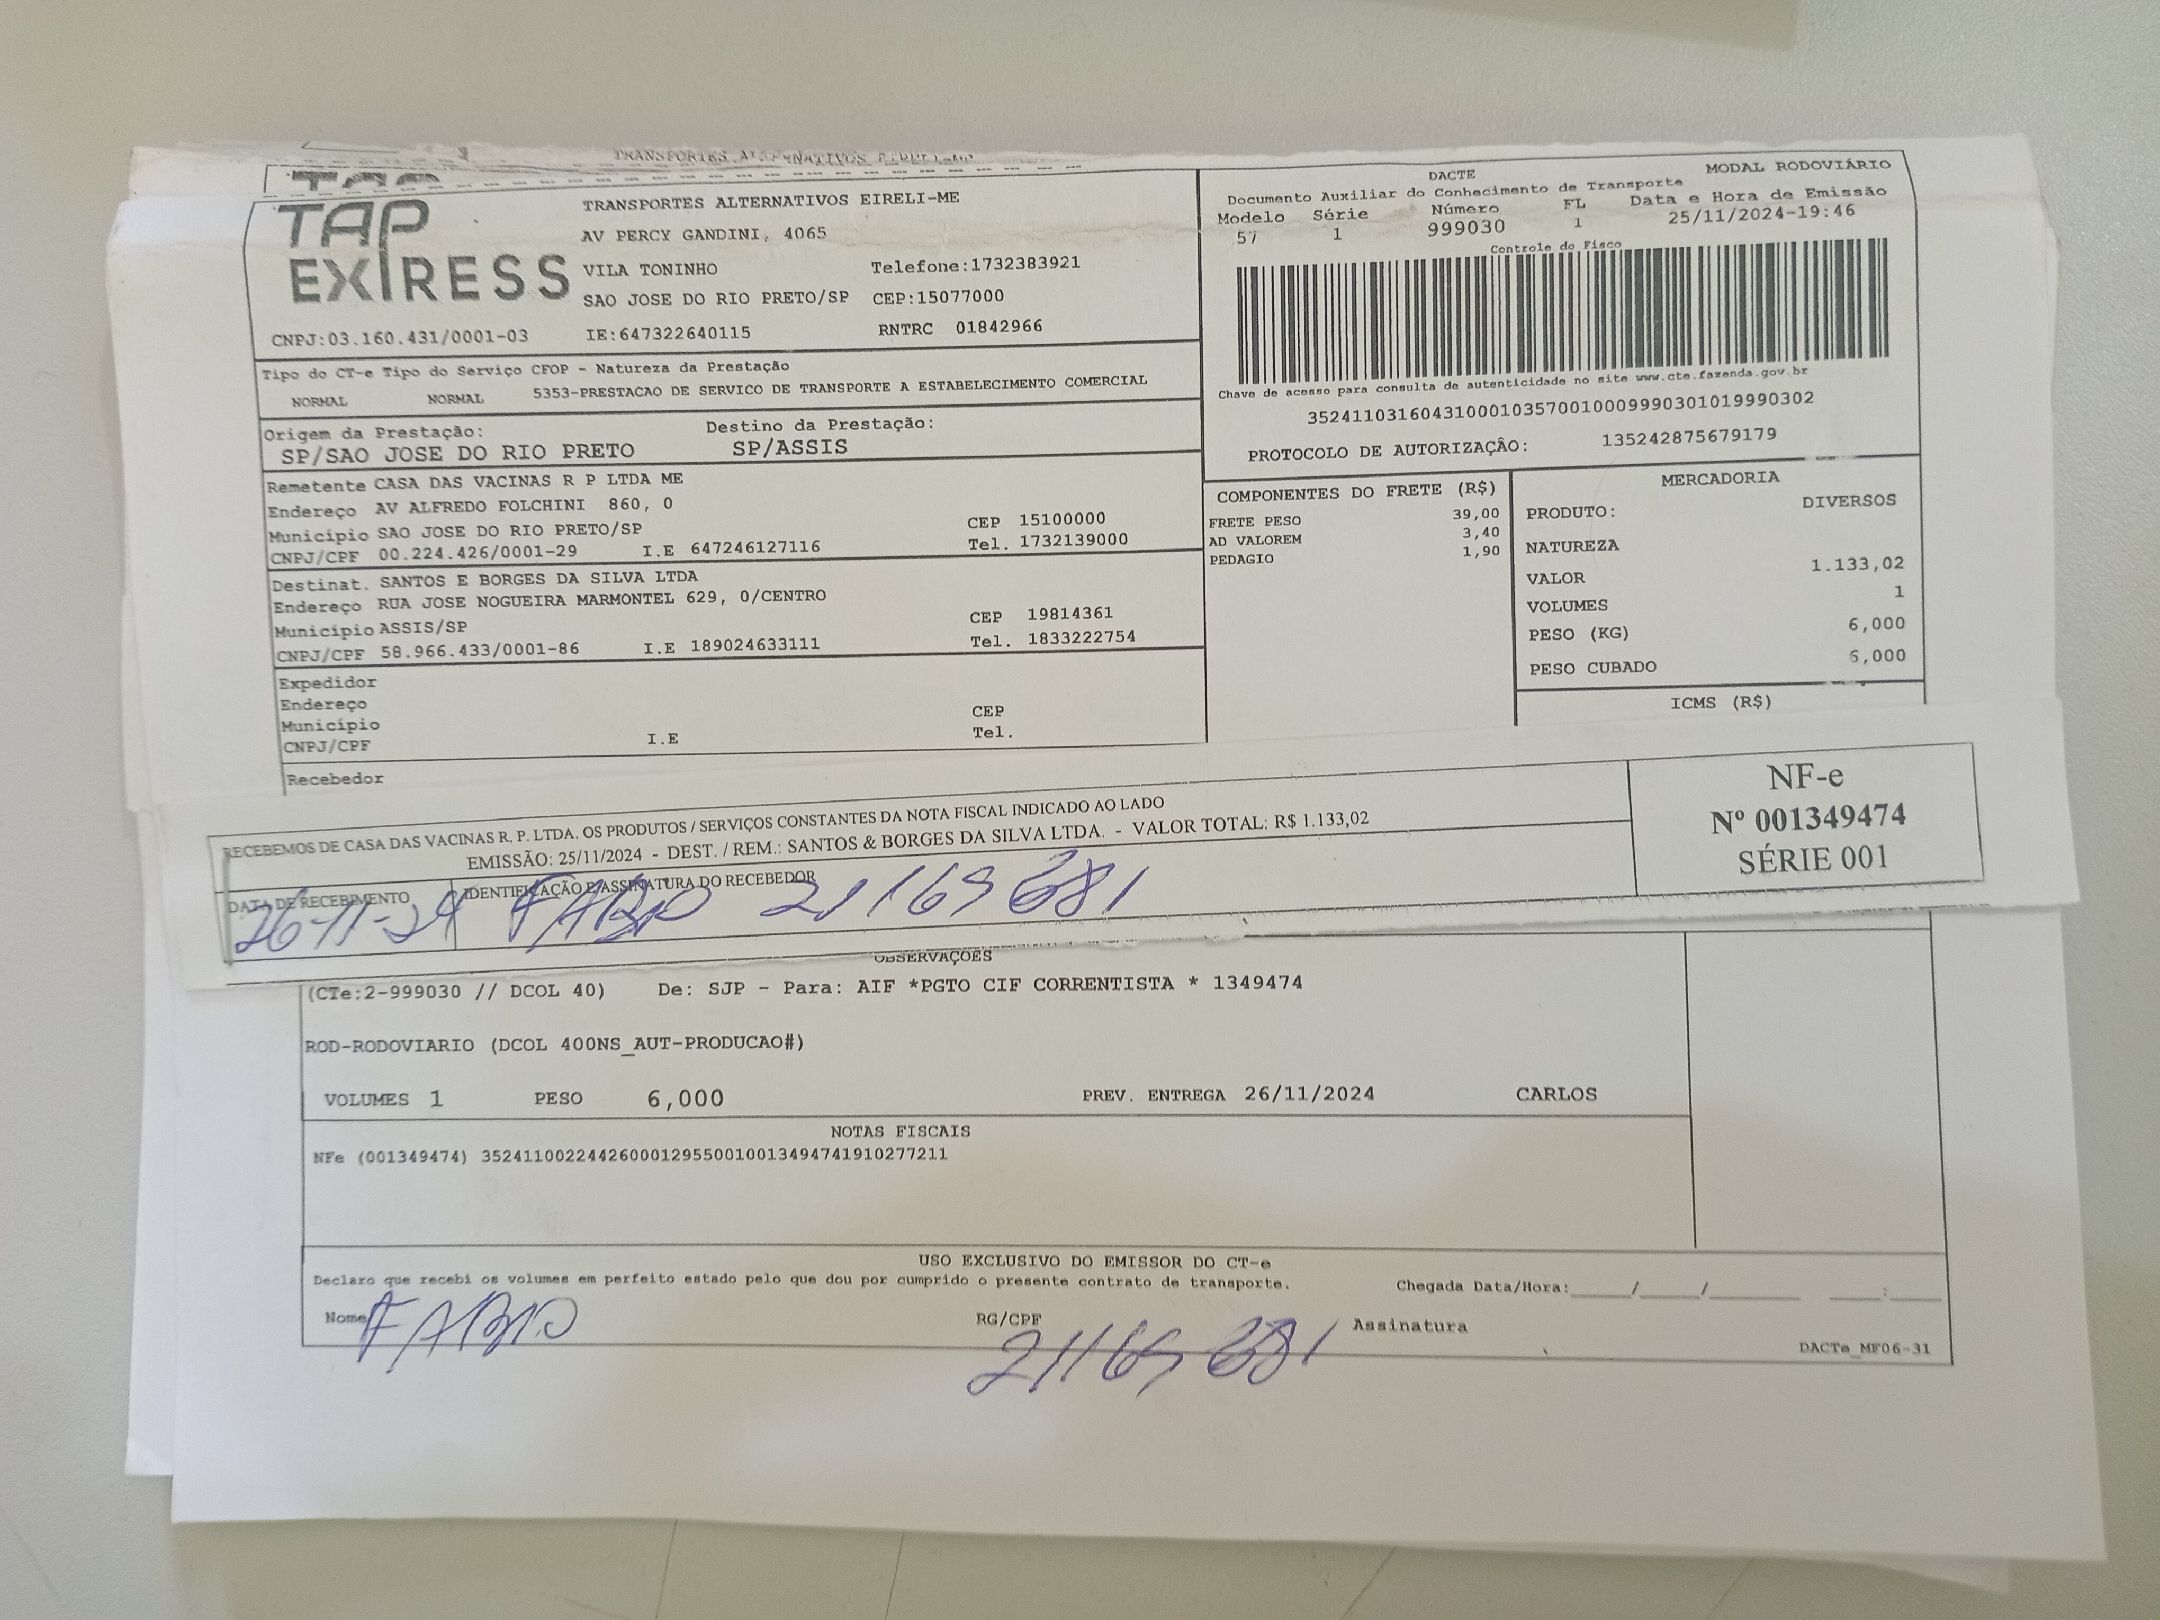 TRANSPORTES ALTERNATIVOS EIRELI-ME
TAP EXPRESS
TRANSPORTES ALTERNATIVOS EIRELI-ME
AV PERCY GANDINI, 4065
VILA TONINHO Telefone:1732383921
SAO JOSE DO RIO PRETO/SP CEP:15077000
CNPJ:03.160.431/0001-03 IE:647322640115 RNTRC 01842966
DACTE MODAL RODOVIÁRIO
Documento Auxiliar do Conhecimento de Transporte
Modelo Série Número FL Data e Hora de Emissão
57 1 999030 1 25/11/2024-19:46
Controle do Fisco
Chave de acesso para consulta de autenticidade no site www.cte.fazenda.gov.br
35241103160431000103570010009990301019990302
PROTOCOLO DE AUTORIZAÇÃO: 135242875679179
Tipo do CT-e Tipo do Serviço CFOP - Natureza da Prestação
NORMAL NORMAL 5353-PRESTACAO DE SERVICO DE TRANSPORTE A ESTABELECIMENTO COMERCIAL
Origem da Prestação: Destino da Prestação:
SP/SAO JOSE DO RIO PRETO SP/ASSIS
Remetente CASA DAS VACINAS R P LTDA ME
Endereço AV ALFREDO FOLCHINI 860, 0
Município SAO JOSE DO RIO PRETO/SP CEP 15100000
CNPJ/CPF 00.224.426/0001-29 I.E 647246127116 Tel. 1732139000
Destinat. SANTOS E BORGES DA SILVA LTDA
Endereço RUA JOSE NOGUEIRA MARMONTEL 629, 0/CENTRO
Município ASSIS/SP CEP 19814361
CNPJ/CPF 58.966.433/0001-86 I.E 189024633111 Tel. 1833222754
Expedidor
Endereço
Município CEP
CNPJ/CPF I.E Tel.
Recebedor
COMPONENTES DO FRETE (R$)
FRETE PESO 39,00
AD VALOREM 3,40
PEDAGIO 1,90
MERCADORIA
PRODUTO: DIVERSOS
NATUREZA
VALOR 1.133,02
VOLUMES 1
PESO (KG) 6,000
PESO CUBADO 6,000
ICMS (R$)
RECEBEMOS DE CASA DAS VACINAS R. P. LTDA. OS PRODUTOS / SERVIÇOS CONSTANTES DA NOTA FISCAL INDICADO AO LADO
EMISSÃO: 25/11/2024 - DEST. / REM.: SANTOS & BORGES DA SILVA LTDA. - VALOR TOTAL: R$ 1.133,02
DATA DE RECEBIMENTO IDENTIFICAÇÃO E ASSINATURA DO RECEBEDOR
26-11-24 FABIO 21169681
NF-e
Nº 001349474
SÉRIE 001
OBSERVAÇÕES
(CTe:2-999030 // DCOL 40) De: SJP - Para: AIF *PGTO CIF CORRENTISTA * 1349474
ROD-RODOVIARIO (DCOL 400NS_AUT-PRODUCAO#)
VOLUMES 1 PESO 6,000 PREV. ENTREGA 26/11/2024 CARLOS
NOTAS FISCAIS
NFe (001349474) 35241100224426000129550010013494741910277211
USO EXCLUSIVO DO EMISSOR DO CT-e
Declaro que recebi os volumes em perfeito estado pelo que dou por cumprido o presente contrato de transporte. Chegada Data/Hora:_____/_____/________ ____:____
Nome FABIO RG/CPF 21169681 Assinatura
DACTe_MF06-31